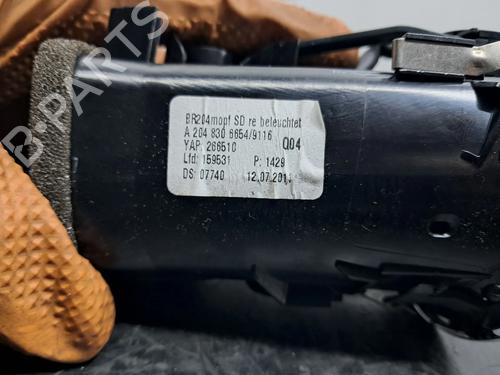 BR204mopf SD re beleuchtet
A 204 830 6654/9116
YAP: 266510 Q04
Lfd: 159531 P: 1429
DS: 07740
B-PARTS